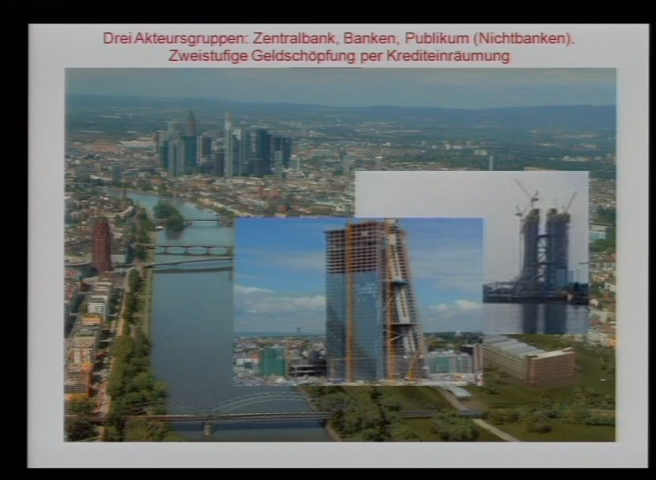 Drei Akteursgruppen: Zentralbank, Banken, Publikum (Nichtbanken).
Zweistufige Geldschöpfung per Krediteinräumung